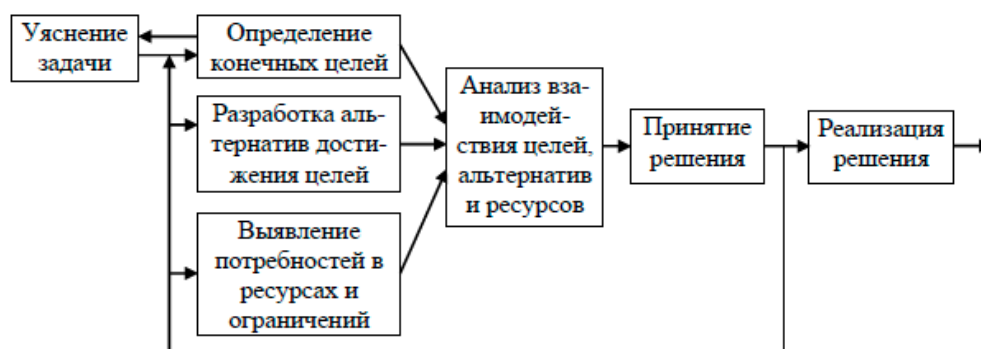 Уяснение
задачи
Определение
конечных целей
Разработка аль-
тернатив дости-
жения целей
Выявление
потребностей в
ресурсах и
ограничений
Анализ вза-
имодей-
ствия целей,
альтернатив
и ресурсов
Принятие
решения
Реализация
решения